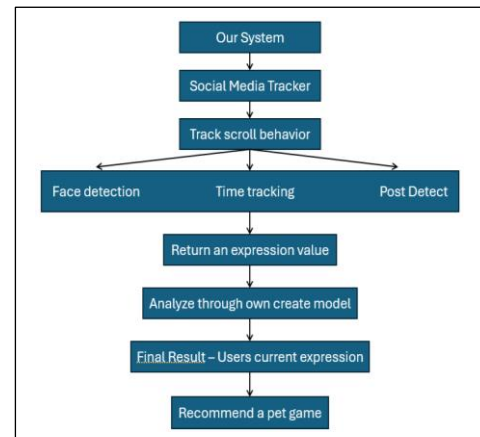 Our System
Social Media Tracker
Track scroll behavior
Face detection Time tracking Post Detect
Return an expression value
Analyze through own create model
Final Result – Users current expression
Recommend a pet game